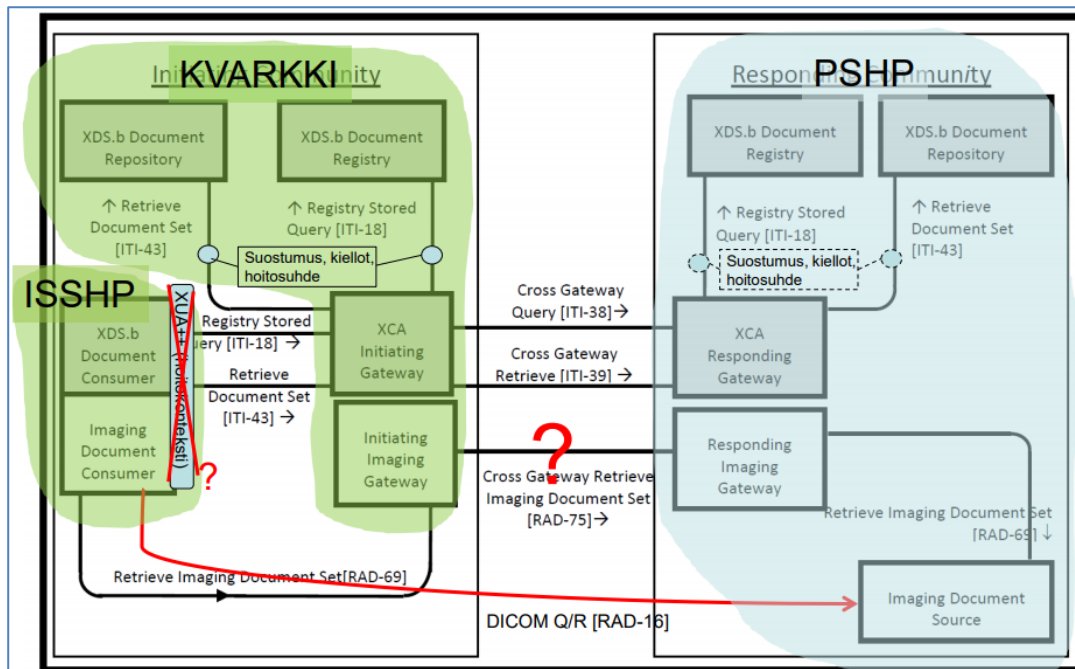 Initiating Community
KVARKKI
Responding Community
PSHP
XDS.b Document
Repository
XDS.b Document
Registry
XDS.b Document
Registry
XDS.b Document
Repository
↑ Retrieve
Document Set
[ITI-43]
↑ Registry Stored
Query [ITI-18]
↑ Registry Stored
Query [ITI-18]
↑ Retrieve
Document Set
[ITI-43]
Suostumus, kiellot,
hoitosuhde
Suostumus, kiellot,
hoitosuhde
ISSHP
XDS.b
Document
Consumer
XUA++ (hoitokonteksti)
Registry Stored
Query [ITI-18] →
Retrieve
Document Set
[ITI-43] →
XCA
Initiating
Gateway
Cross Gateway
Query [ITI-38]→
Cross Gateway
Retrieve [ITI-39] →
XCA
Responding
Gateway
Imaging
Document
Consumer
?
Initiating
Imaging
Gateway
?
Cross Gateway Retrieve
Imaging Document Set
[RAD-75]→
Responding
Imaging
Gateway
Retrieve Imaging Document Set
[RAD-69] ↓
Retrieve Imaging Document Set[RAD-69]
DICOM Q/R [RAD-16]
Imaging Document
Source